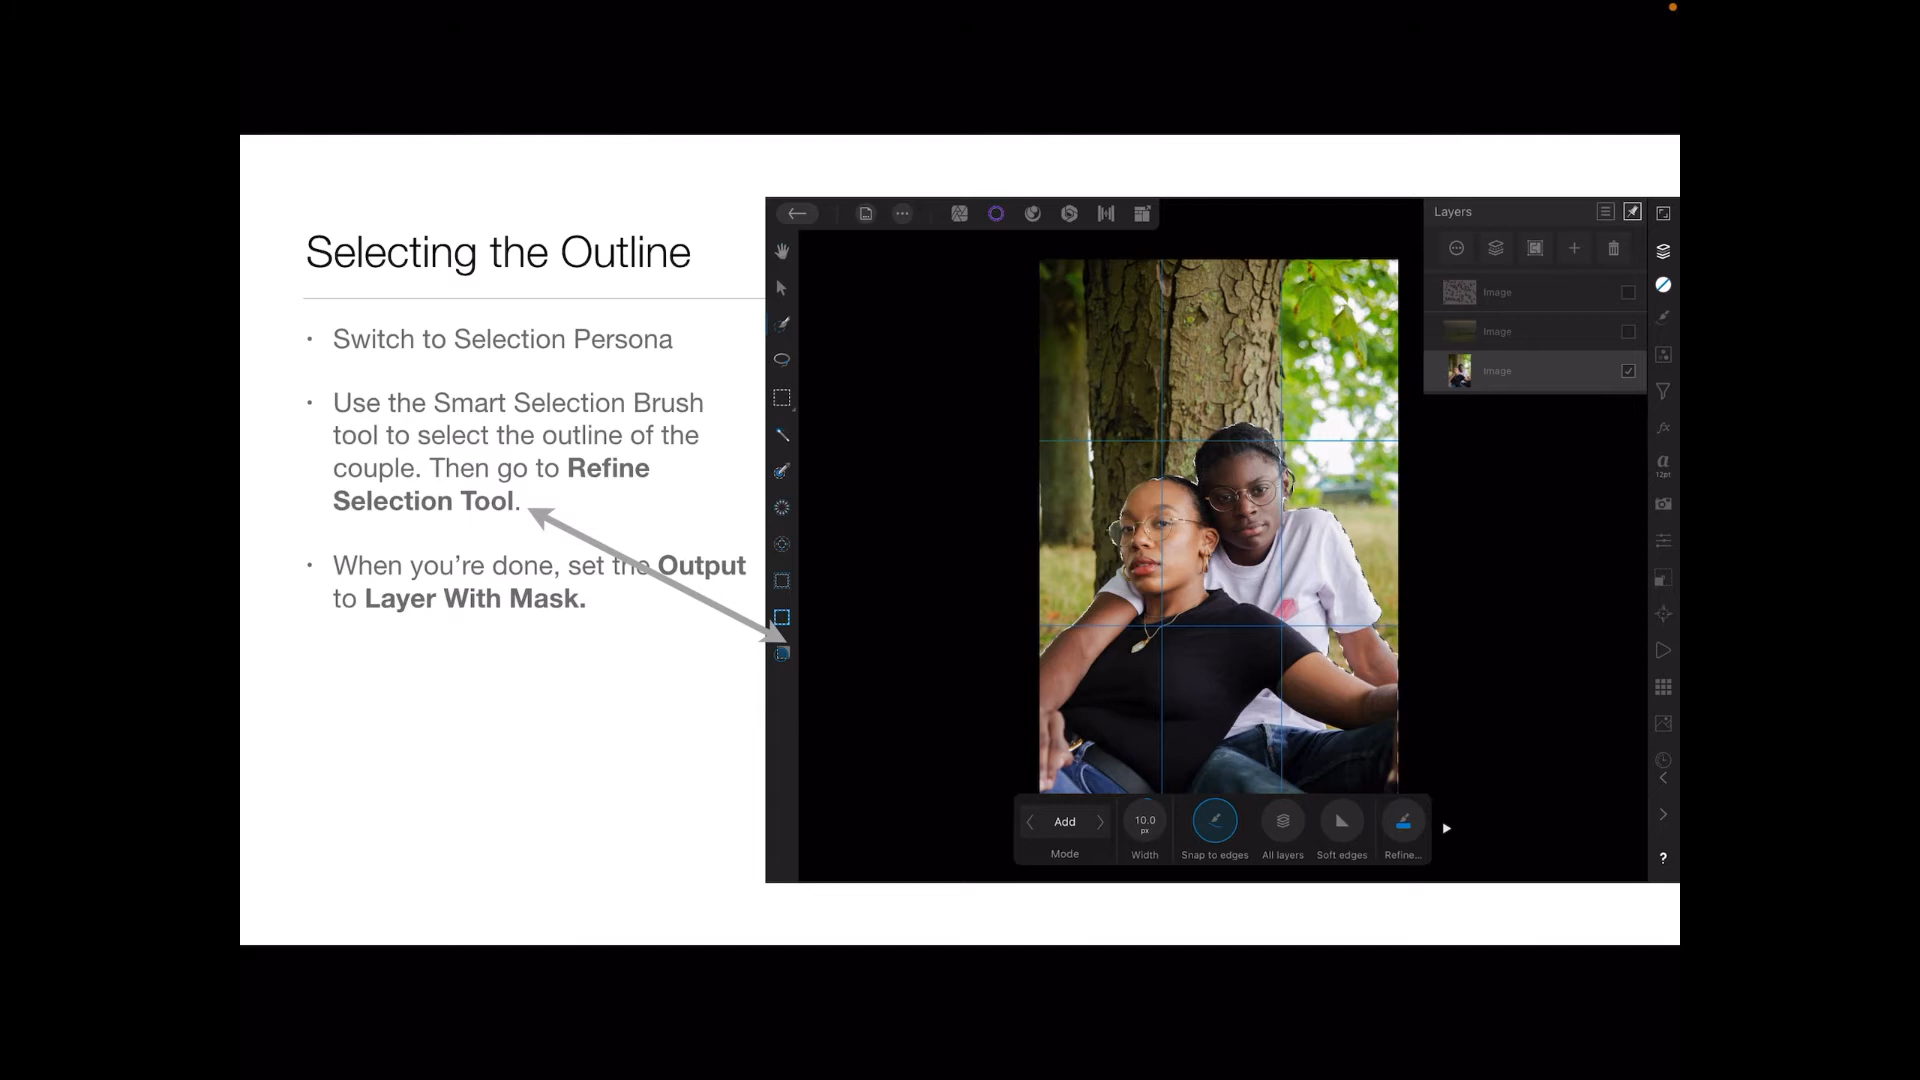 Selecting the Outline
• Switch to Selection Persona
• Use the Smart Selection Brush
tool to select the outline of the
couple. Then go to Refine
Selection Tool.
• When you’re done, set the Output
to Layer With Mask.
Layers
Image
Image
Image
a
12pt
fx
Add
Mode
10.0
px
Width
Snap to edges
All layers
Soft edges
Refine...
?